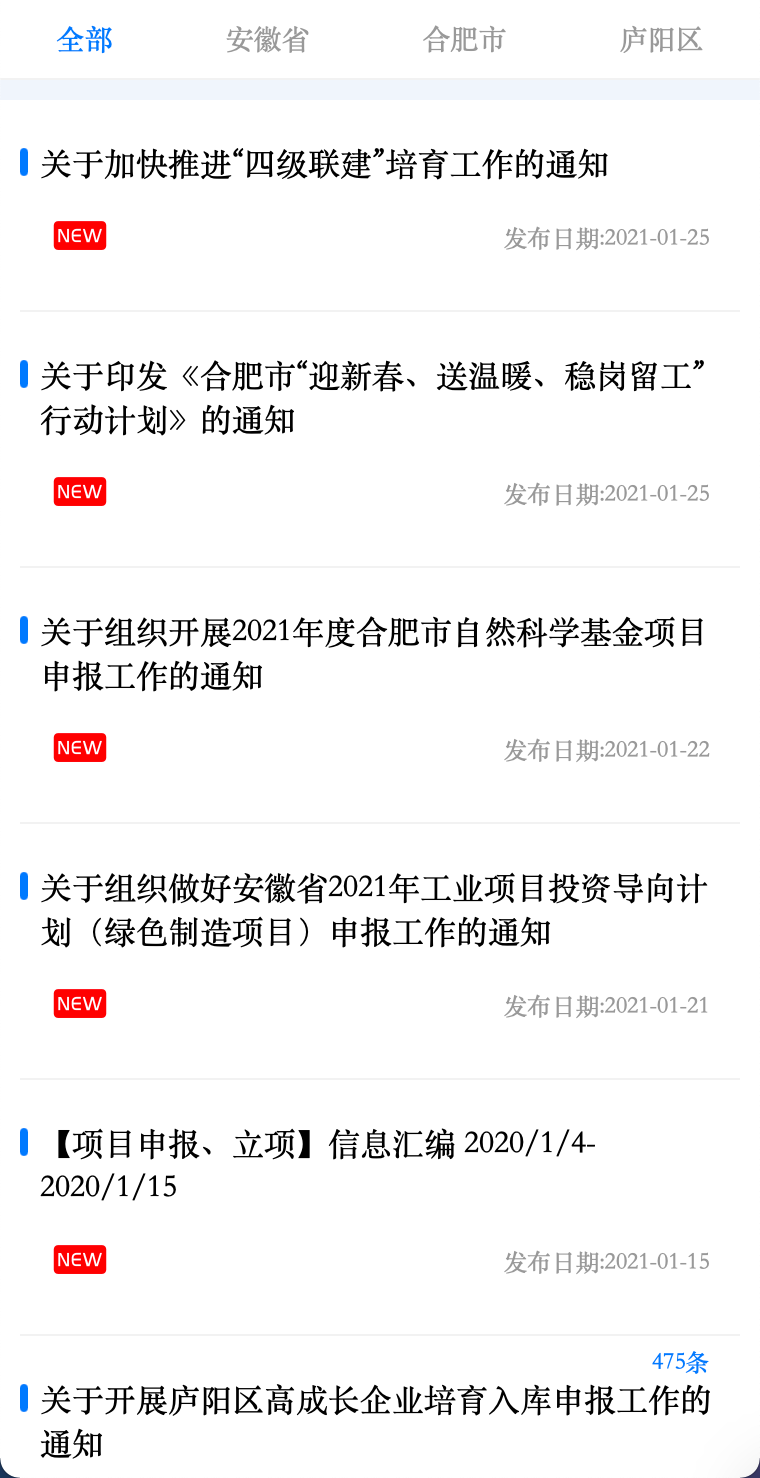 全部 安徽省 合肥市 庐阳区
关于加快推进“四级联建”培育工作的通知
NEW 发布日期:2021-01-25
关于印发《合肥市“迎新春、送温暖、稳岗留工”
行动计划》的通知
NEW 发布日期:2021-01-25
关于组织开展2021年度合肥市自然科学基金项目
申报工作的通知
NEW 发布日期:2021-01-22
关于组织做好安徽省2021年工业项目投资导向计
划（绿色制造项目）申报工作的通知
NEW 发布日期:2021-01-21
【项目申报、立项】信息汇编 2020/1/4-
2020/1/15
NEW 发布日期:2021-01-15
475条
关于开展庐阳区高成长企业培育入库申报工作的
通知